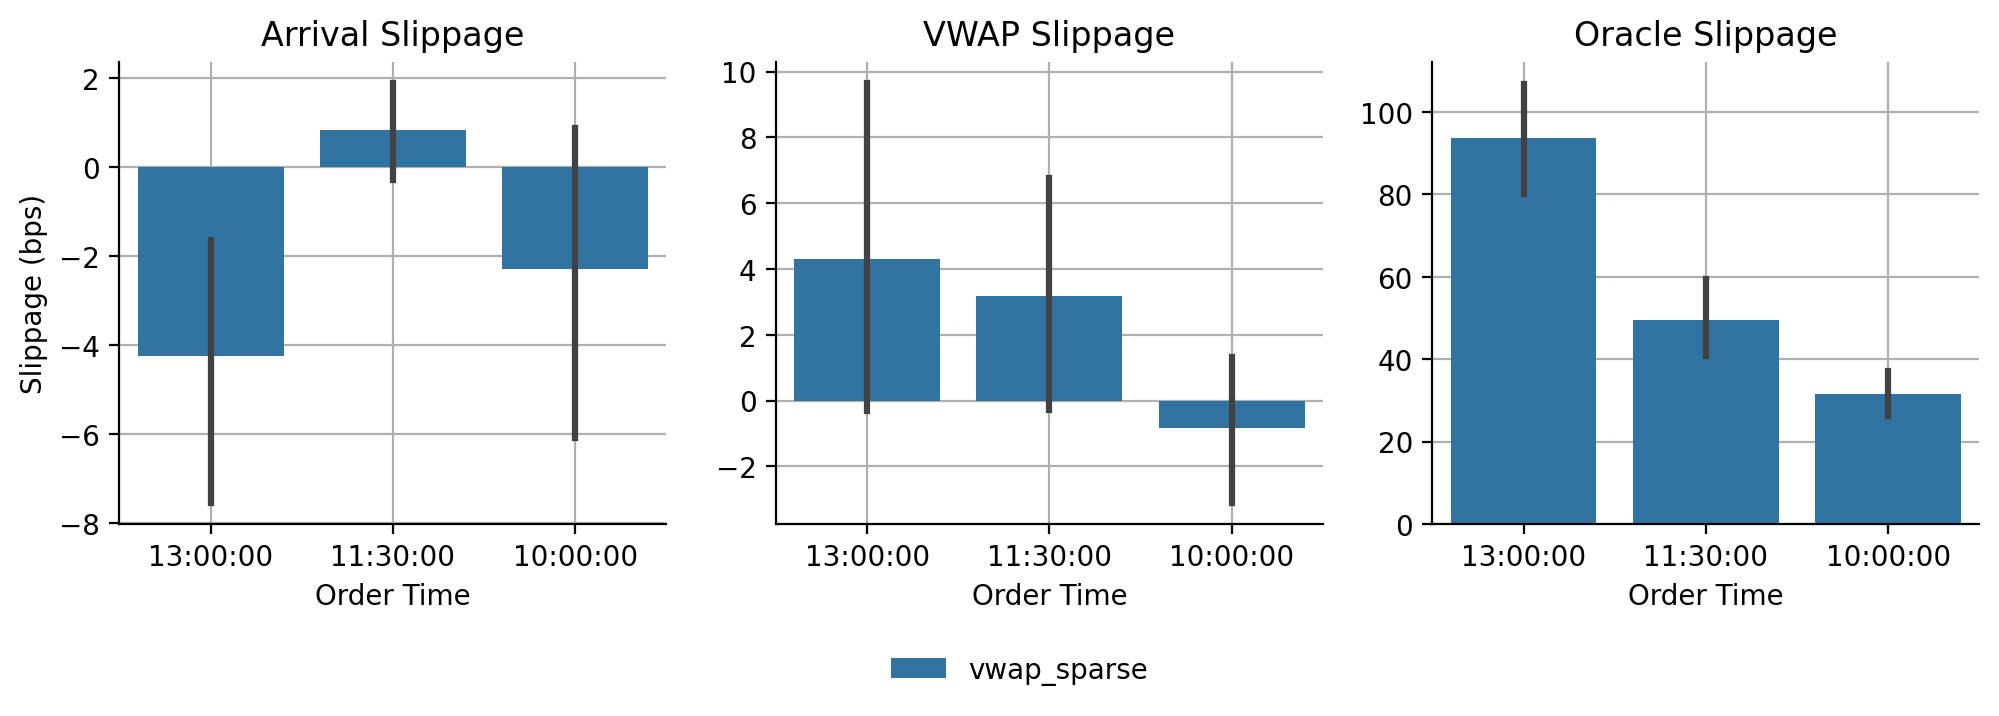 Arrival Slippage
Slippage (bps)
2
0
−2
−4
−6
−8
13:00:00 11:30:00 10:00:00
Order Time
VWAP Slippage
10
8
6
4
2
0
−2
13:00:00 11:30:00 10:00:00
Order Time
Oracle Slippage
100
80
60
40
20
0
13:00:00 11:30:00 10:00:00
Order Time
vwap_sparse